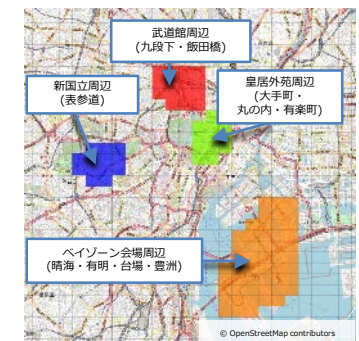 武道館周辺
(九段下・飯田橋)
新国立周辺
(表参道)
皇居外苑周辺
(大手町・
丸の内・有楽町)
ベイゾーン会場周辺
(晴海・有明・台場・豊洲)
© OpenStreetMap contributors